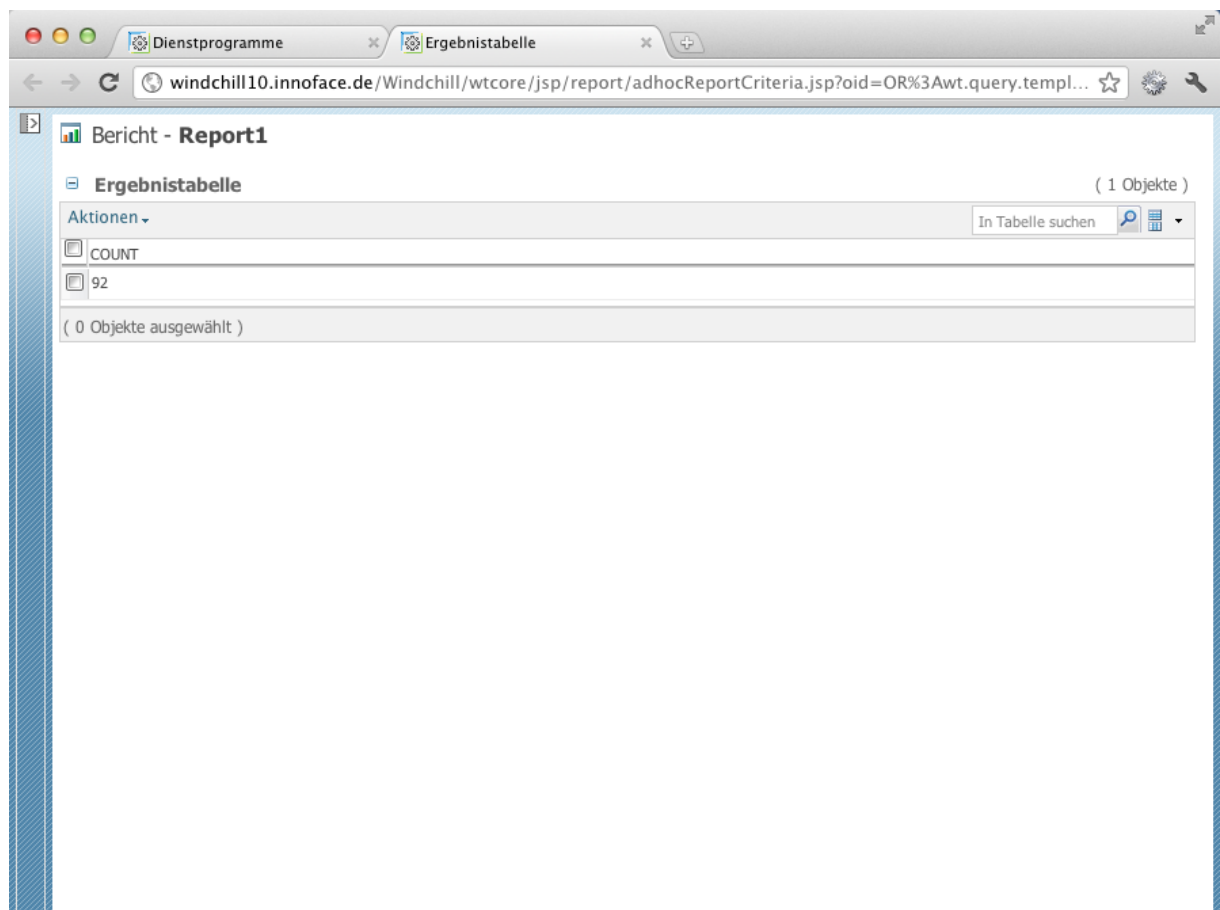 Dienstprogramme
Ergebnistabelle
windchill10.innoface.de/Windchill/wtcore/jsp/report/adhocReportCriteria.jsp?oid=OR%3Awt.query.templ...
Bericht - Report1
Ergebnistabelle
( 1 Objekte )
Aktionen
In Tabelle suchen
COUNT
92
( 0 Objekte ausgewählt )